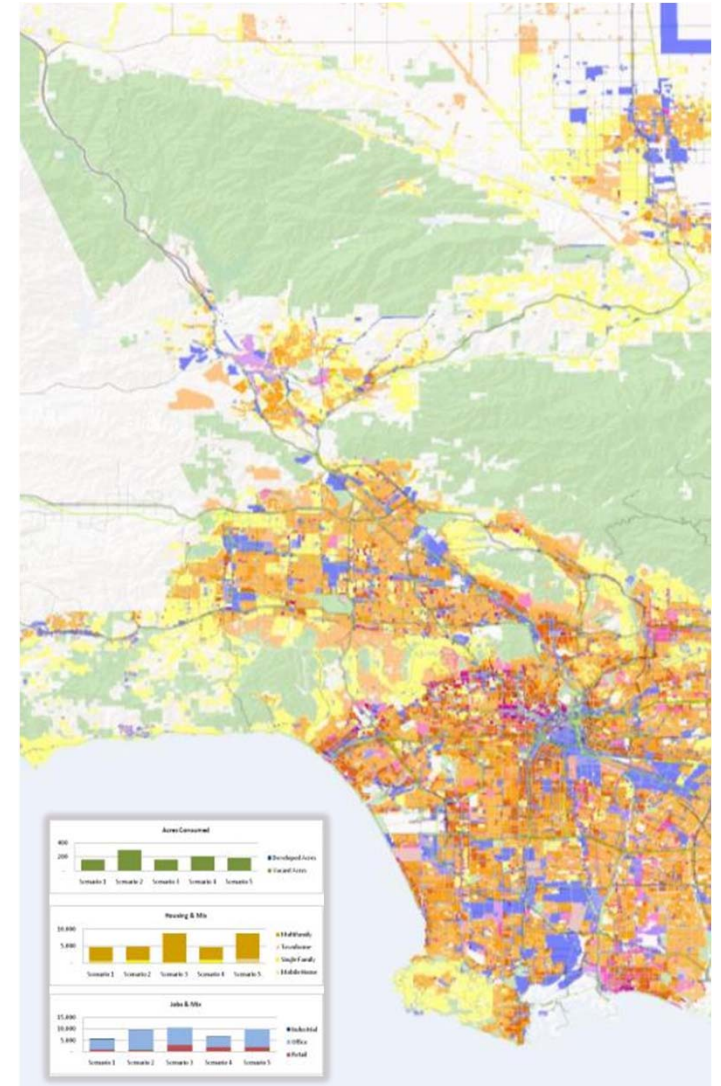 Acres Consumed
400
200
-
Developed Acres
Vacant Acres
Scenario 1 Scenario 2 Scenario 3 Scenario 4 Scenario 5
Housing & Mix
10,000
5,000
-
Multifamily
Townhome
Single Family
Mobile Home
Scenario 1 Scenario 2 Scenario 3 Scenario 4 Scenario 5
Jobs & Mix
15,000
10,000
5,000
-
Industrial
Office
Retail
Scenario 1 Scenario 2 Scenario 3 Scenario 4 Scenario 5